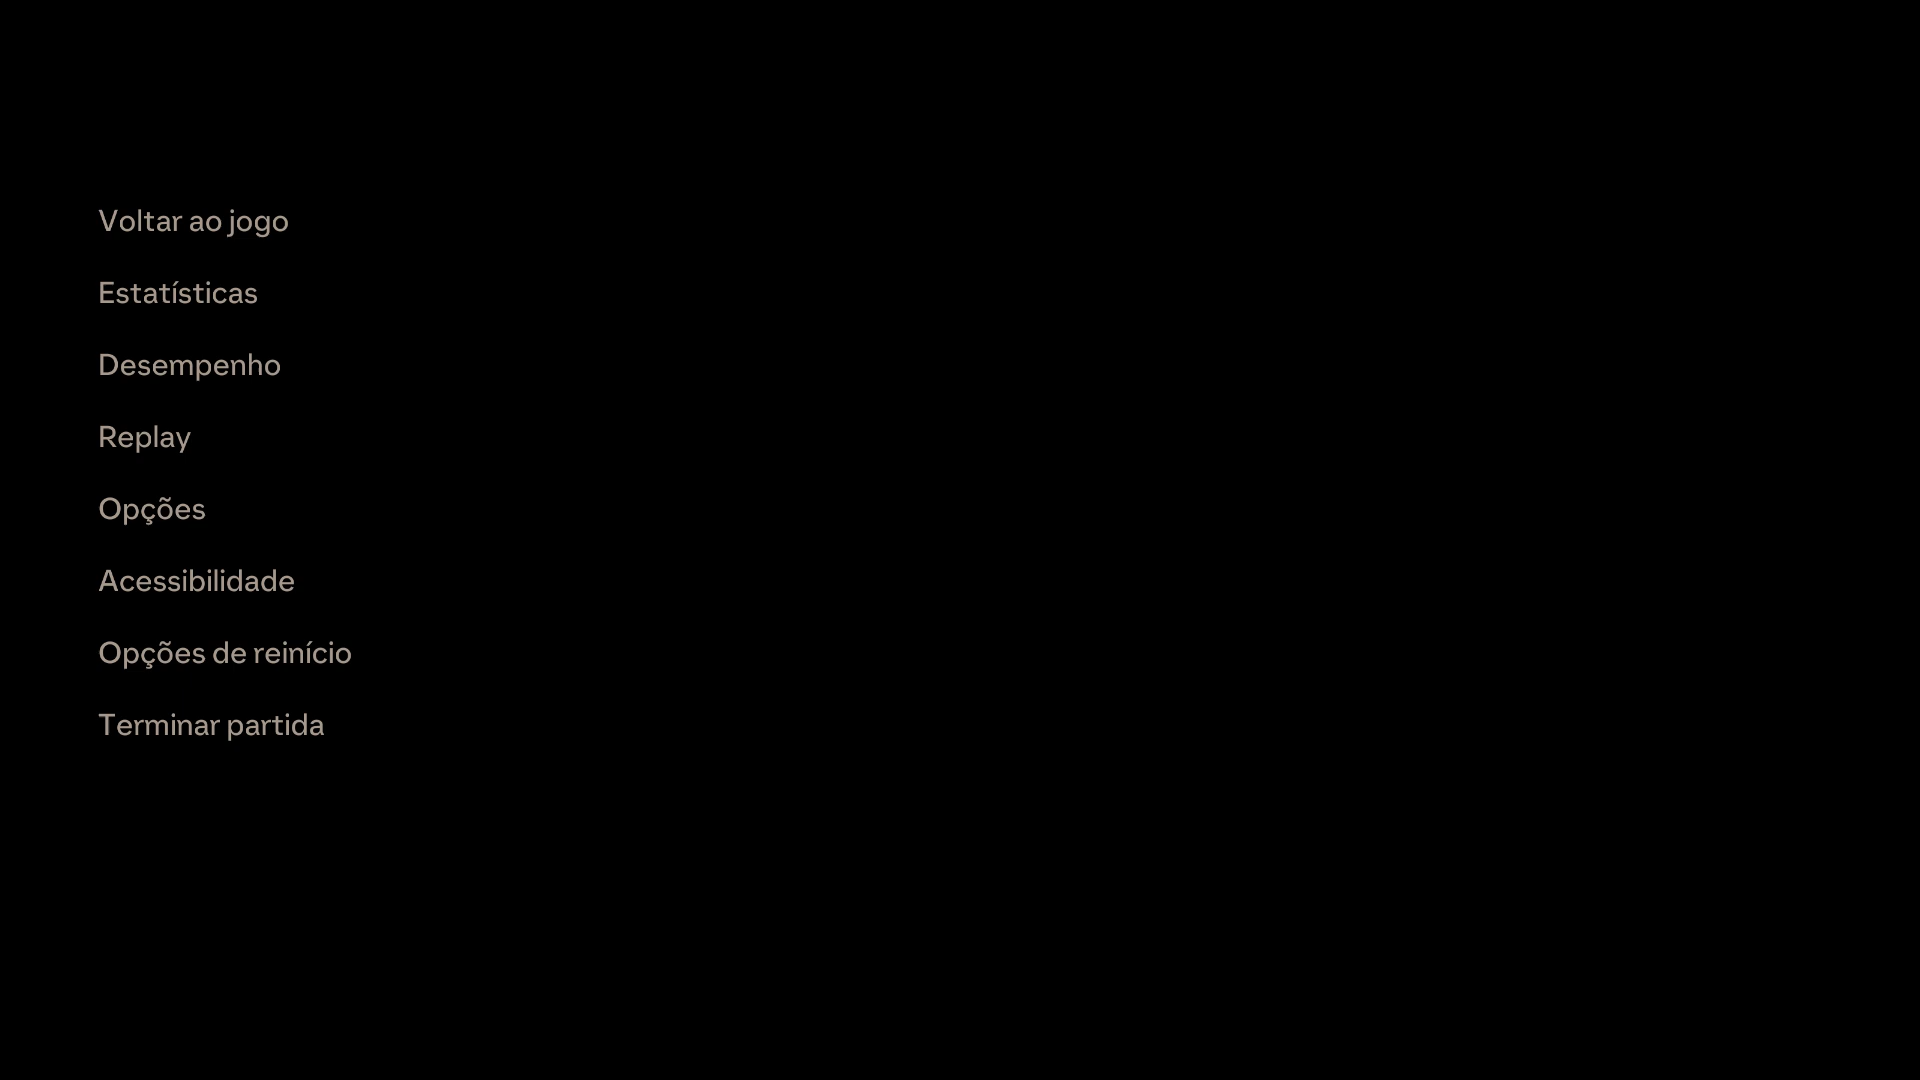 Voltar ao jogo
Estatísticas
Desempenho
Replay
Opções
Acessibilidade
Opções de reinício
Terminar partida